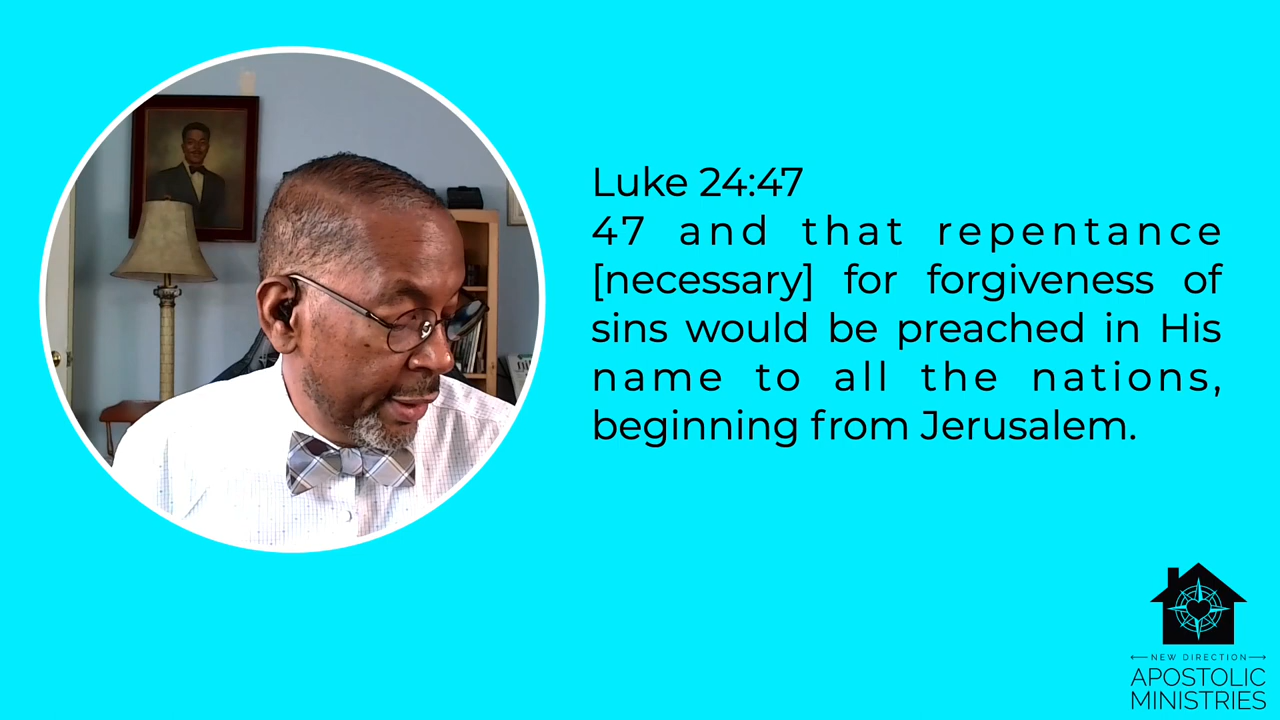 Luke 24:47
47 and that repentance
[necessary] for forgiveness of
sins would be preached in His
name to all the nations,
beginning from Jerusalem.
NEW DIRECTION
APOSTOLIC
MINISTRIES